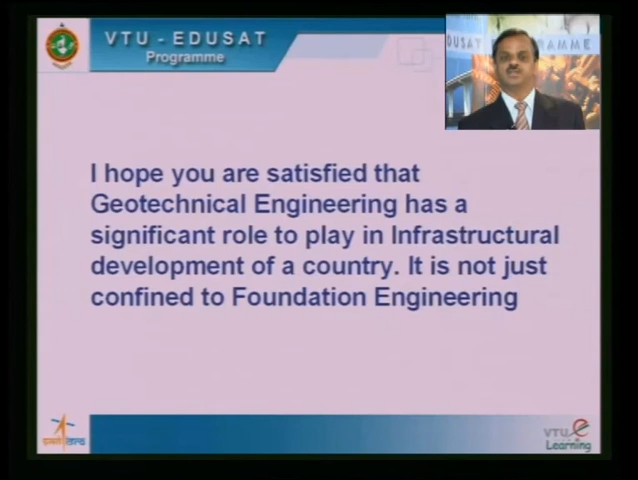 VTU - EDUSAT
Programme
I hope you are satisfied that
Geotechnical Engineering has a
significant role to play in Infrastructural
development of a country. It is not just
confined to Foundation Engineering
VTU e
Learning